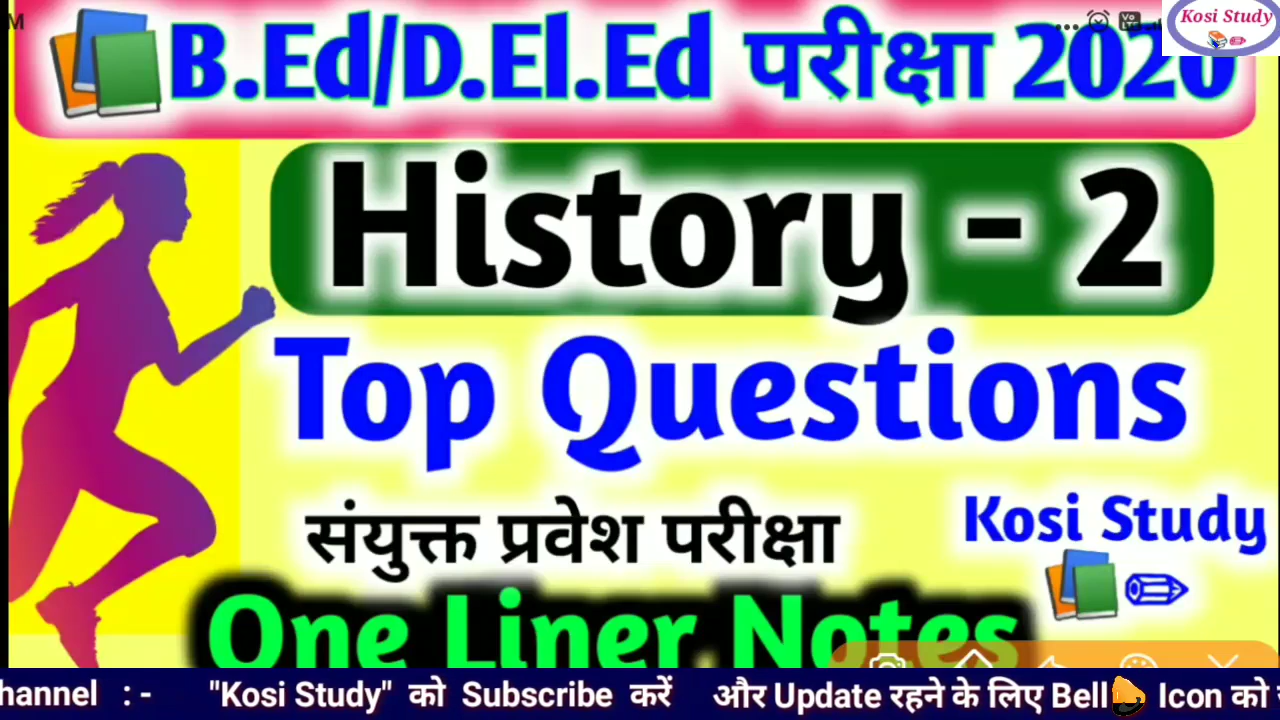 M
Kosi Study
B.Ed/D.El.Ed परीक्षा 2020
History - 2
Top Questions
संयुक्त प्रवेश परीक्षा
Kosi Study
One Liner Notes
hannel : - "Kosi Study" को Subscribe करें और Update रहने के लिए Bell Icon को